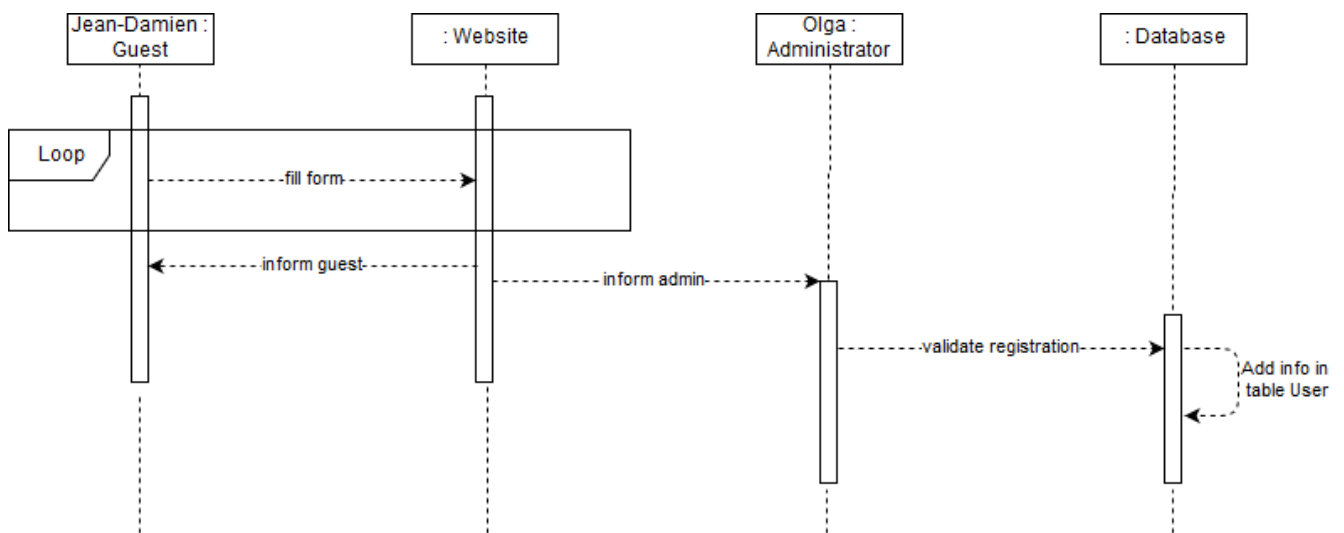 Jean-Damien :
Guest
: Website
Olga :
Administrator
: Database
Loop
fill form
inform guest
inform admin
validate registration
Add info in
table User